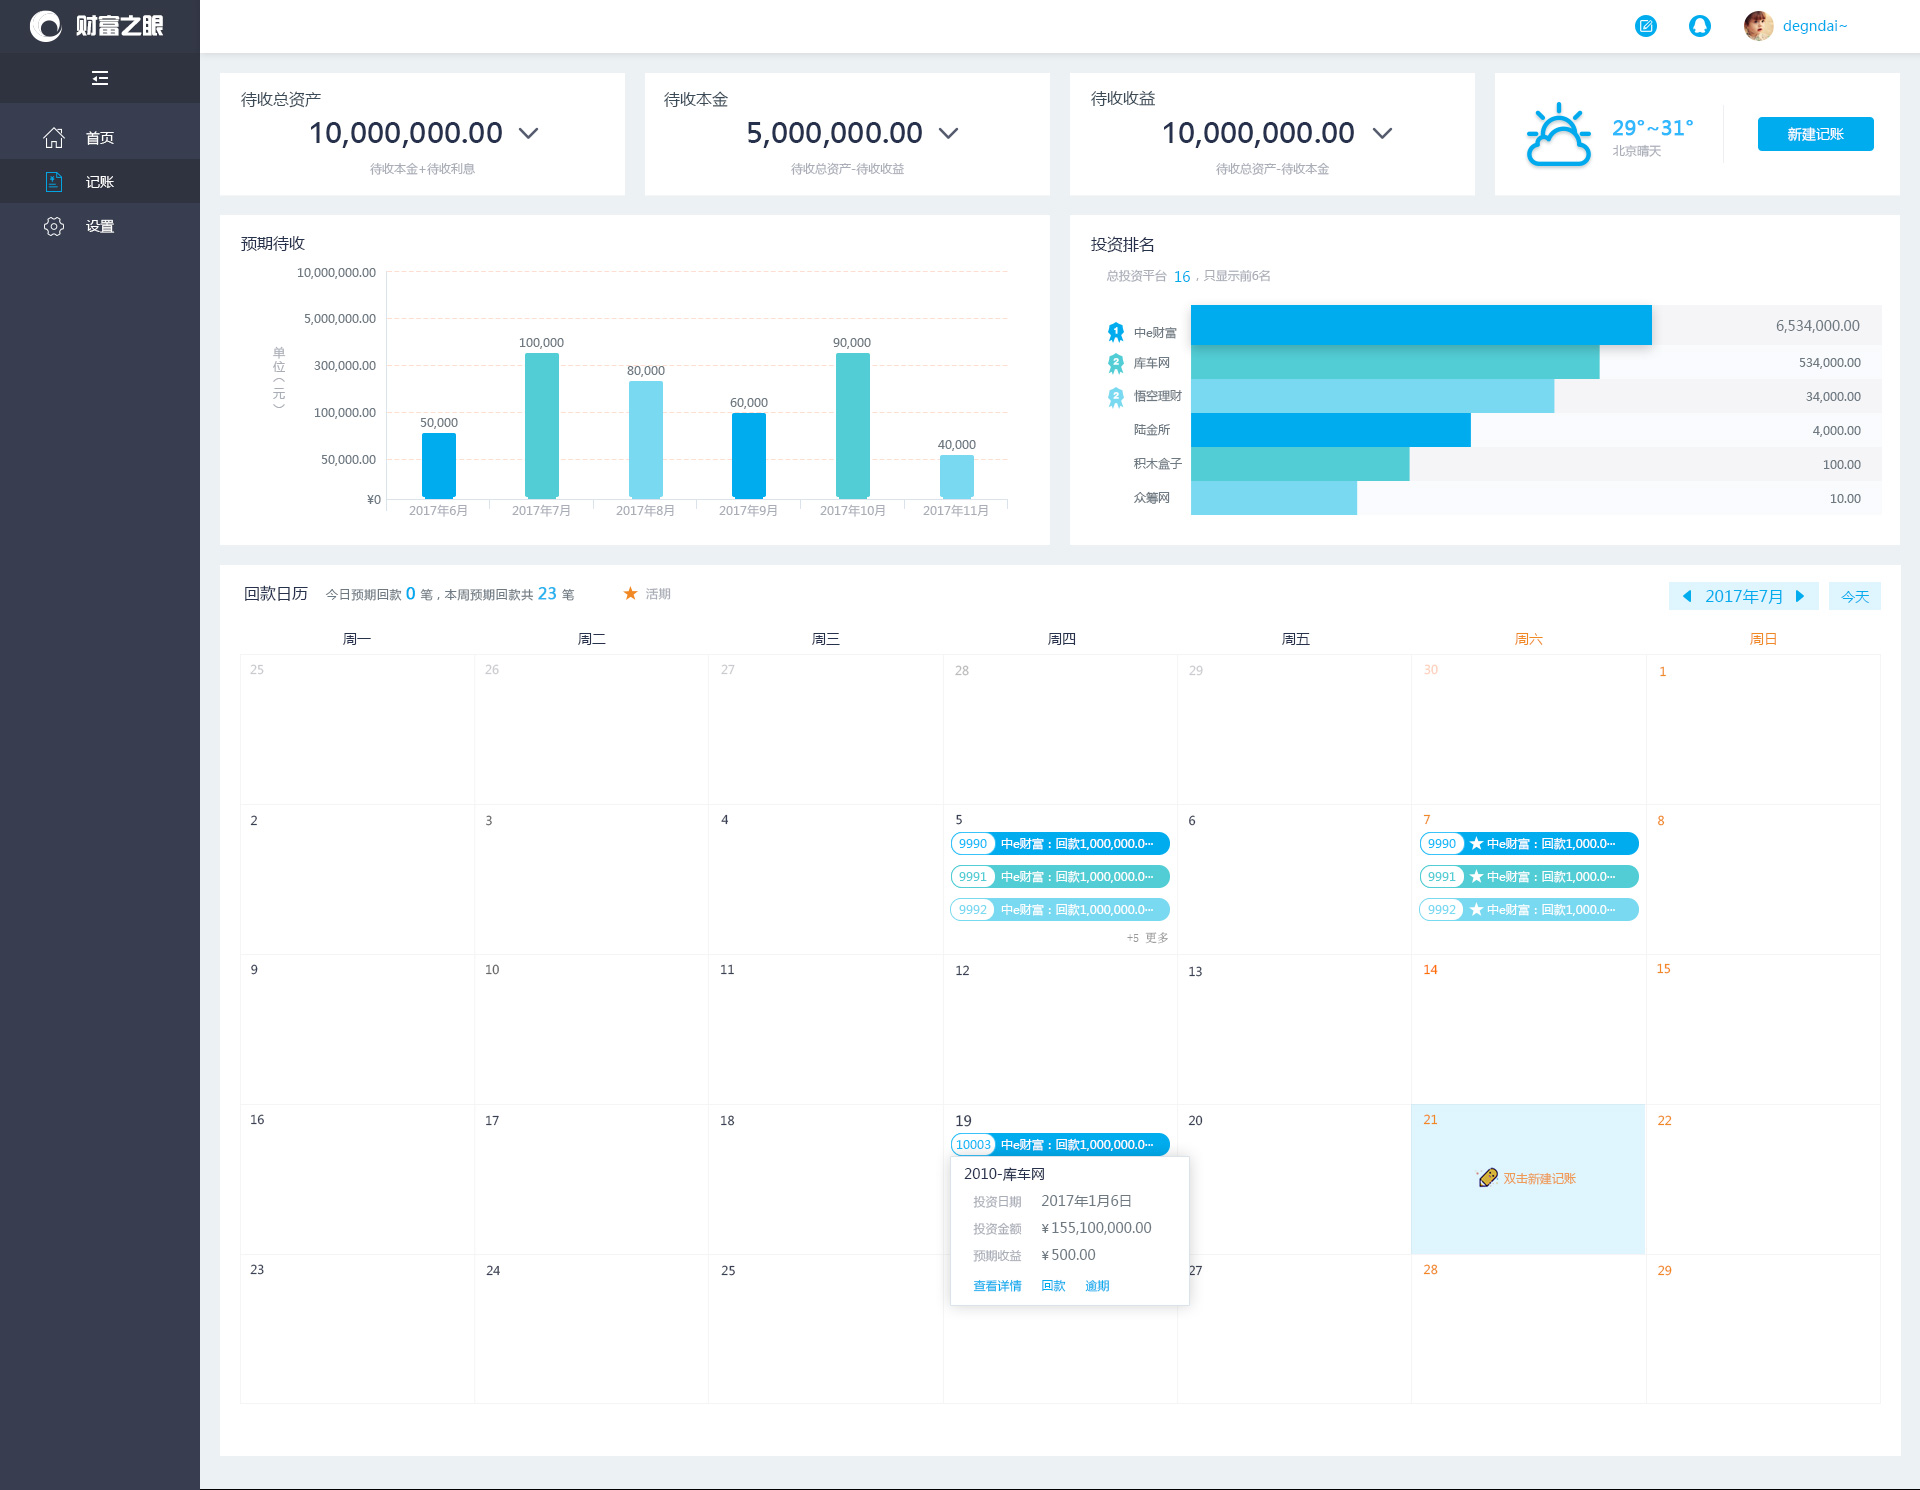 财富之眼
degndai~
首页
记账
设置
待收总资产
10,000,000.00
待收本金+待收利息
待收本金
5,000,000.00
待收总资产-待收收益
待收收益
10,000,000.00
待收总资产-待收本金
29°~31°
北京晴天
新建记账
预期待收
单位（元）
10,000,000.00
5,000,000.00
300,000.00
100,000.00
50,000.00
¥0
50,000
100,000
80,000
60,000
90,000
40,000
2017年6月
2017年7月
2017年8月
2017年9月
2017年10月
2017年11月
投资排名
总投资平台 16，只显示前6名
1 中e财富 6,534,000.00
2 库车网 534,000.00
2 悟空理财 34,000.00
陆金所 4,000.00
积木盒子 100.00
众筹网 10.00
回款日历 今日预期回款 0 笔，本周预期回款共 23 笔 活期
2017年7月 今天
周一 周二 周三 周四 周五 周六 周日
25 26 27 28 29 30 1
2 3 4 5 6 7 8
9990 中e财富：回款1,000,000.0···
9991 中e财富：回款1,000,000.0···
9992 中e财富：回款1,000,000.0···
+5 更多
9990 ★ 中e财富：回款1,000.0···
9991 ★ 中e财富：回款1,000.0···
9992 ★ 中e财富：回款1,000.0···
9 10 11 12 13 14 15
16 17 18 19 20 21 22
10003 中e财富：回款1,000,000.0···
双击新建记账
2010-库车网
投资日期 2017年1月6日
投资金额 ¥155,100,000.00
预期收益 ¥500.00
查看详情 回款 逾期
23 24 25 27 28 29